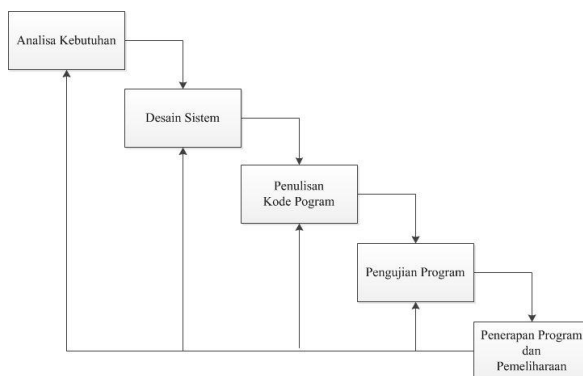 Analisa Kebutuhan
Desain Sistem
Penulisan
Kode Pogram
Pengujian Program
Penerapan Program
dan
Pemeliharaan